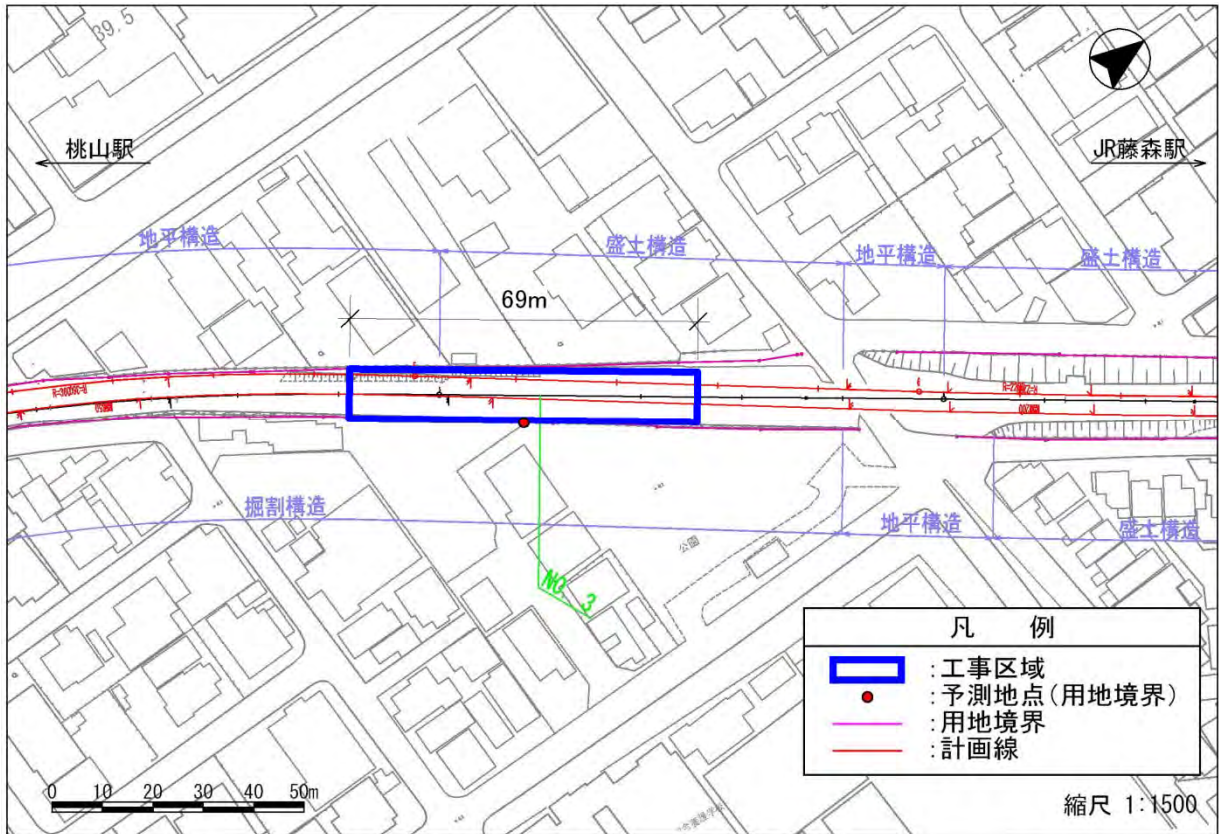 39.5
桃山駅
JR藤森駅
地平構造
盛土構造
地平構造
盛土構造
69m
掘割構造
地平構造
盛土構造
公園
NO. 3
凡 例
:工事区域
:予測地点(用地境界)
:用地境界
:計画線
0 10 20 30 40 50m
縮尺 1:1500